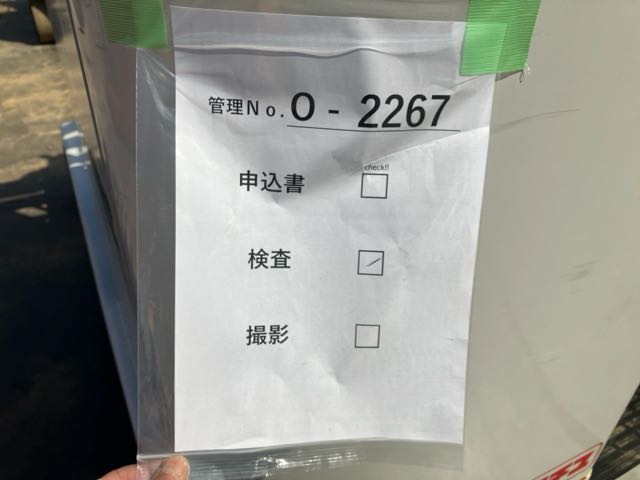 管理No. O - 2267
check!!
申込書 □
検査 ☑
撮影 □